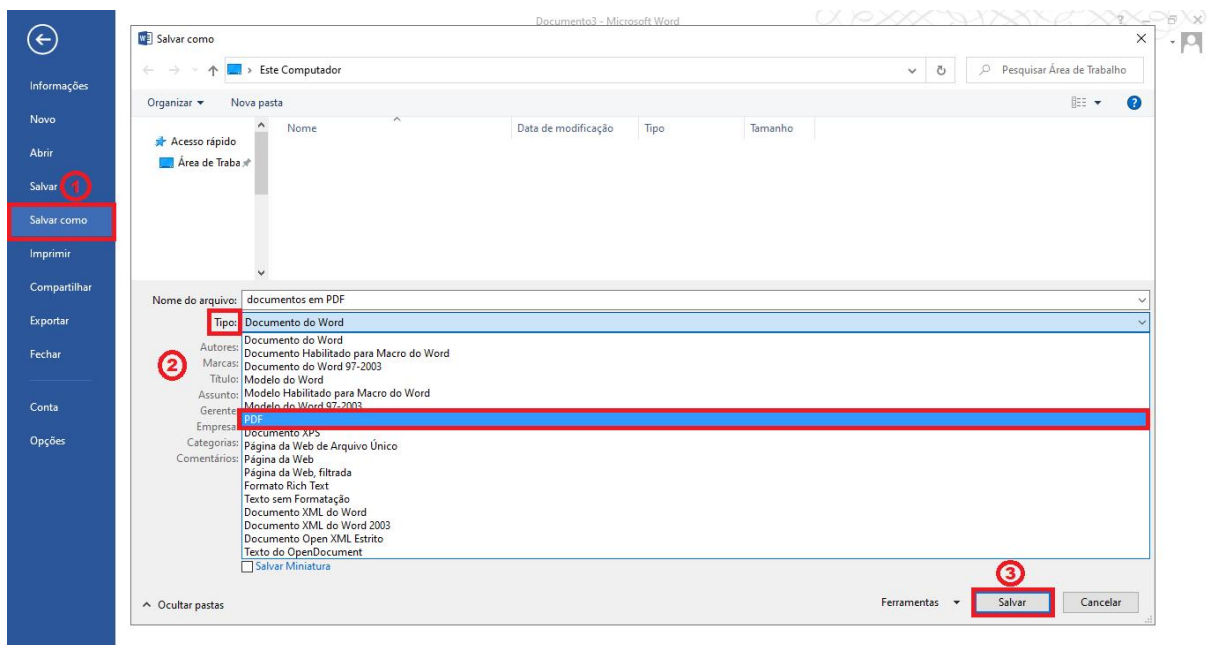 Documento3 - Microsoft Word
?
Salvar como
Este Computador
Pesquisar Área de Trabalho
Organizar
Nova pasta
?
Nome
Data de modificação
Tipo
Tamanho
Acesso rápido
Área de Traba
Informações
Novo
Abrir
Salvar
1
Salvar como
Imprimir
Compartilhar
Exportar
Fechar
Conta
Opções
Nome do arquivo:
documentos em PDF
Tipo:
Documento do Word
2
Autores:
Marcas:
Título:
Assunto:
Gerente
Empresa
Categorias:
Comentários:
Documento do Word
Documento Habilitado para Macro do Word
Documento do Word 97-2003
Modelo do Word
Modelo Habilitado para Macro do Word
Modelo do Word 97-2003
PDF
Documento XPS
Página da Web de Arquivo Único
Página da Web
Página da Web, filtrada
Formato Rich Text
Texto sem Formatação
Documento XML do Word
Documento XML do Word 2003
Documento Open XML Estrito
Texto do OpenDocument
Salvar Miniatura
3
Ocultar pastas
Ferramentas
Salvar
Cancelar